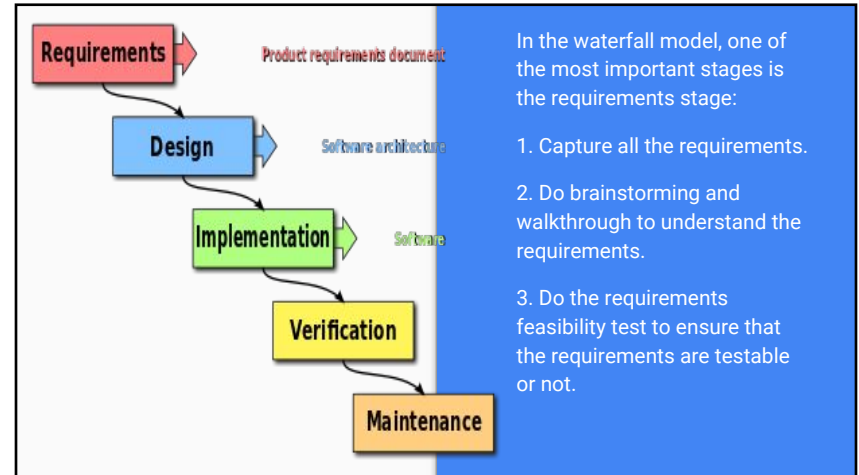 Requirements
Product requirements document
Design
Software architecture
Implementation
Software
Verification
Maintenance
In the waterfall model, one of
the most important stages is
the requirements stage:
1. Capture all the requirements.
2. Do brainstorming and
walkthrough to understand the
requirements.
3. Do the requirements
feasibility test to ensure that
the requirements are testable
or not.